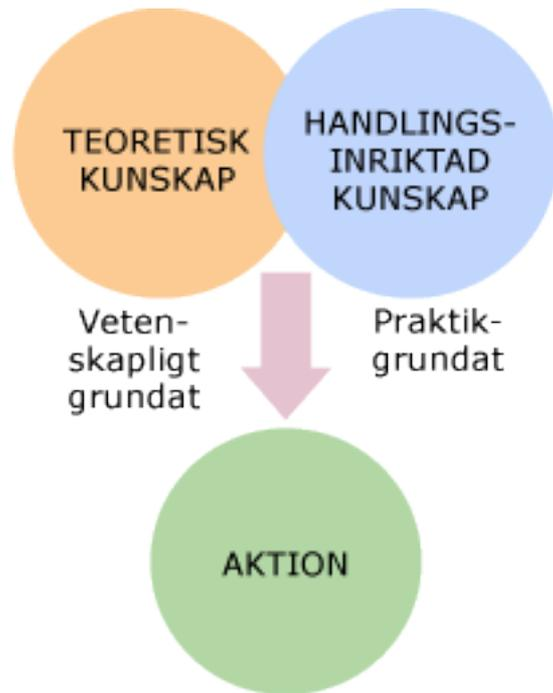 TEORETISK
KUNSKAP
HANDLINGS-
INRIKTAD
KUNSKAP
Veten-
skapligt
grundat
Praktik-
grundat
AKTION